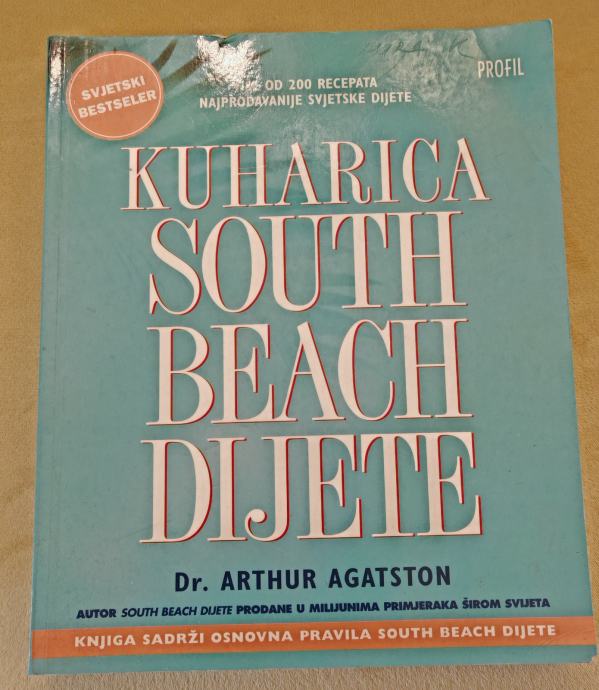 SVJETSKI
BESTSELER
OD 200 RECEPATA
NAJPRODAVANIJE SVJETSKE DIJETE
PROFIL
KUHARICA
SOUTH
BEACH
DIJETE
Dr. ARTHUR AGATSTON
AUTOR SOUTH BEACH DIJETE PRODANE U MILIJUNIMA PRIMJERAKA ŠIROM SVIJETA
KNJIGA SADRŽI OSNOVNA PRAVILA SOUTH BEACH DIJETE